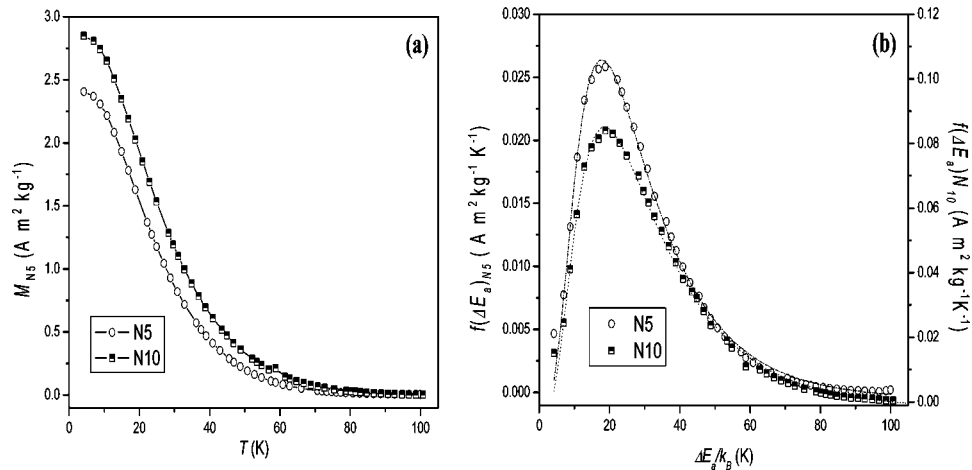 (a)
3.0
2.5
2.0
1.5
1.0
0.5
0.0
M N5 (A m² kg⁻¹)
N5
N10
0 20 40 60 80 100
T (K)
(b)
0.030
0.025
0.020
0.015
0.010
0.005
0.000
f(ΔEa)N5 ( A m² kg⁻¹ K⁻¹)
N5
N10
0 20 40 60 80 100
ΔEa/kB (K)
0.12
0.10
0.08
0.06
0.04
0.02
0.00
f(ΔEa)N10 (A m² kg⁻¹K⁻¹)